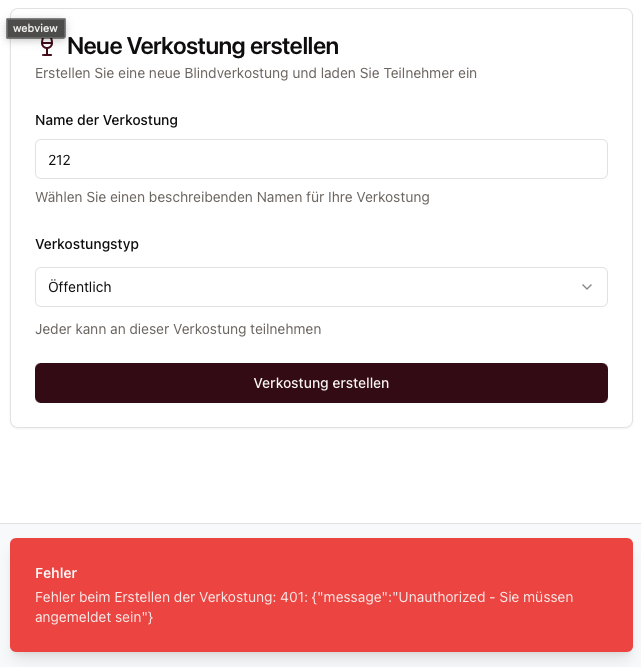 webview
Neue Verkostung erstellen
Erstellen Sie eine neue Blindverkostung und laden Sie Teilnehmer ein
Name der Verkostung
212
Wählen Sie einen beschreibenden Namen für Ihre Verkostung
Verkostungstyp
Öffentlich
Jeder kann an dieser Verkostung teilnehmen
Verkostung erstellen
Fehler
Fehler beim Erstellen der Verkostung: 401: {"message":"Unauthorized - Sie müssen
angemeldet sein"}